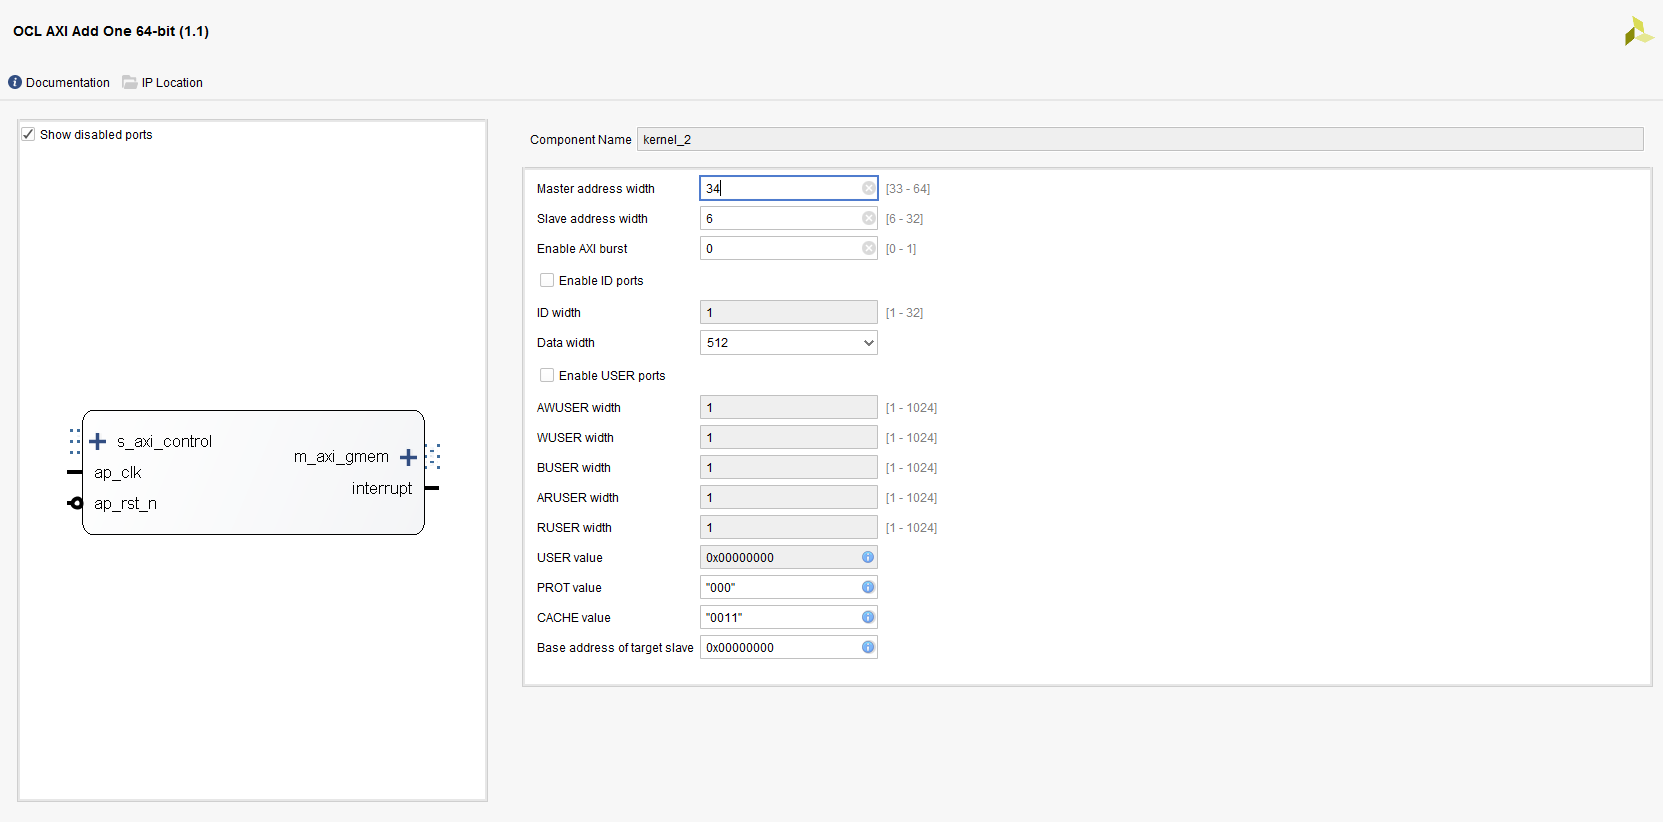 OCL AXI Add One 64-bit (1.1)
Documentation IP Location
Show disabled ports
s_axi_control
ap_clk
ap_rst_n
m_axi_gmem
interrupt
Component Name kernel_2
Master address width 34 [33 - 64]
Slave address width 6 [6 - 32]
Enable AXI burst 0 [0 - 1]
Enable ID ports
ID width 1 [1 - 32]
Data width 512
Enable USER ports
AWUSER width 1 [1 - 1024]
WUSER width 1 [1 - 1024]
BUSER width 1 [1 - 1024]
ARUSER width 1 [1 - 1024]
RUSER width 1 [1 - 1024]
USER value 0x00000000
PROT value "000"
CACHE value "0011"
Base address of target slave 0x00000000